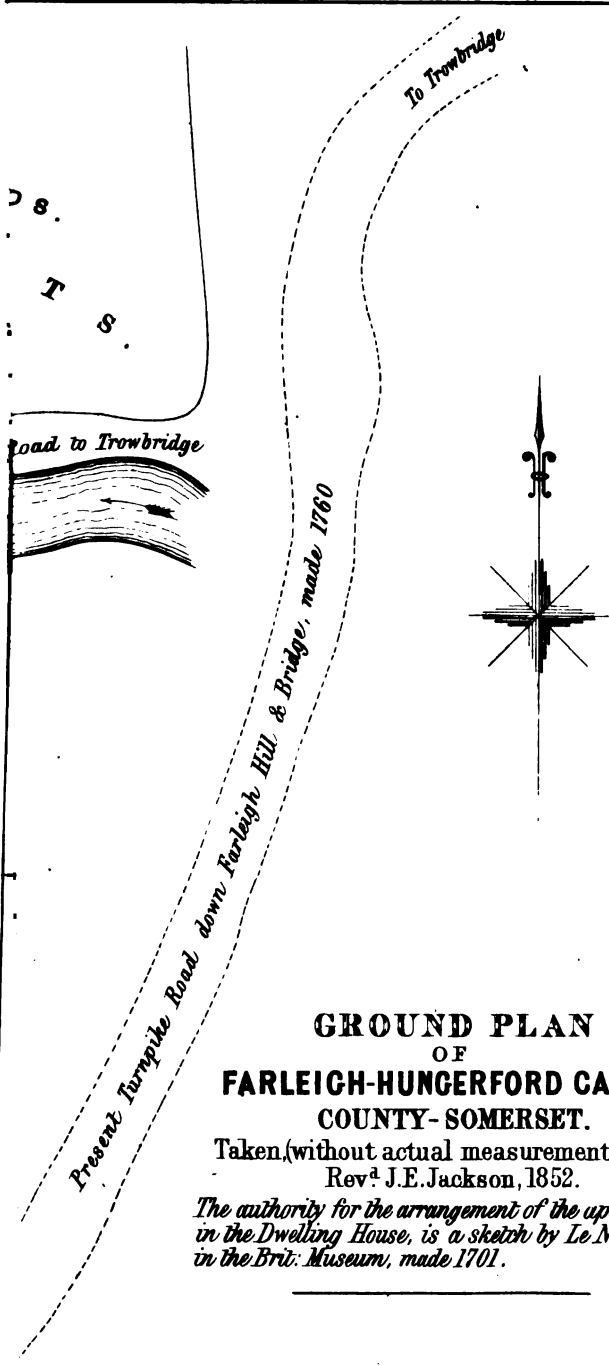 To Trowbridge
S.
T S.
to Trowbridge
Present Turnpike Road down Farleigh Hill & Bridge, made 1760
GROUND PLAN
OF
FARLEIGH-HUNGERFORD CA
COUNTY-SOMERSET.
Taken,(without actual measurement
Revd J.E.Jackson, 1852.
The authority for the arrangement of the up
in the Dwelling House, is a sketch by Le N
in the Brit: Museum, made 1701.